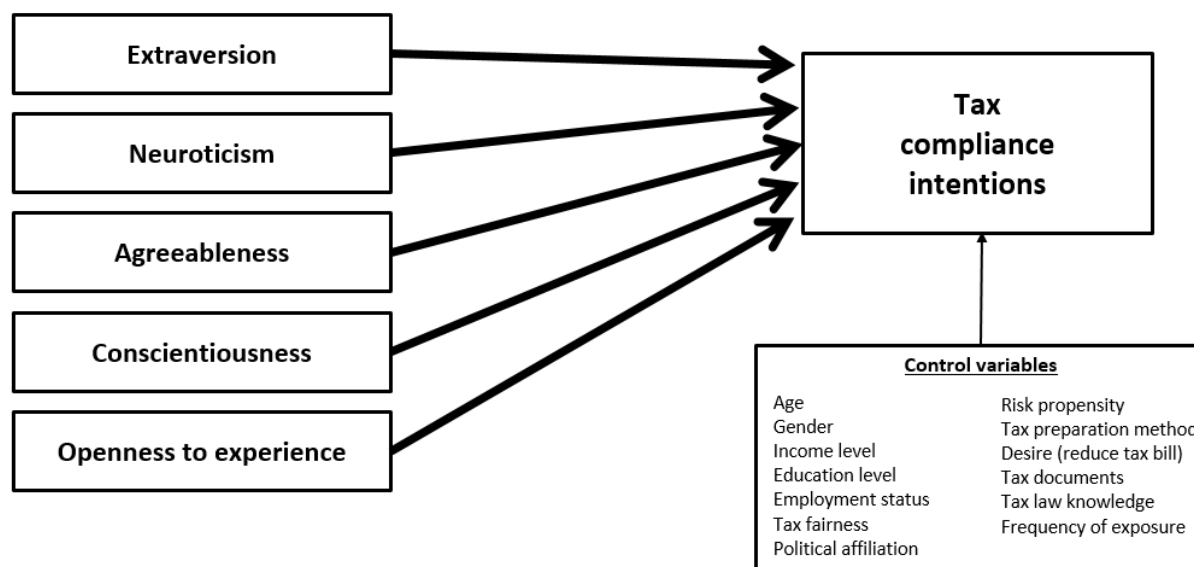 Extraversion
Neuroticism
Agreeableness
Conscientiousness
Openness to experience
Tax
compliance
intentions
Control variables
Age
Gender
Income level
Education level
Employment status
Tax fairness
Political affiliation
Risk propensity
Tax preparation method
Desire (reduce tax bill)
Tax documents
Tax law knowledge
Frequency of exposure